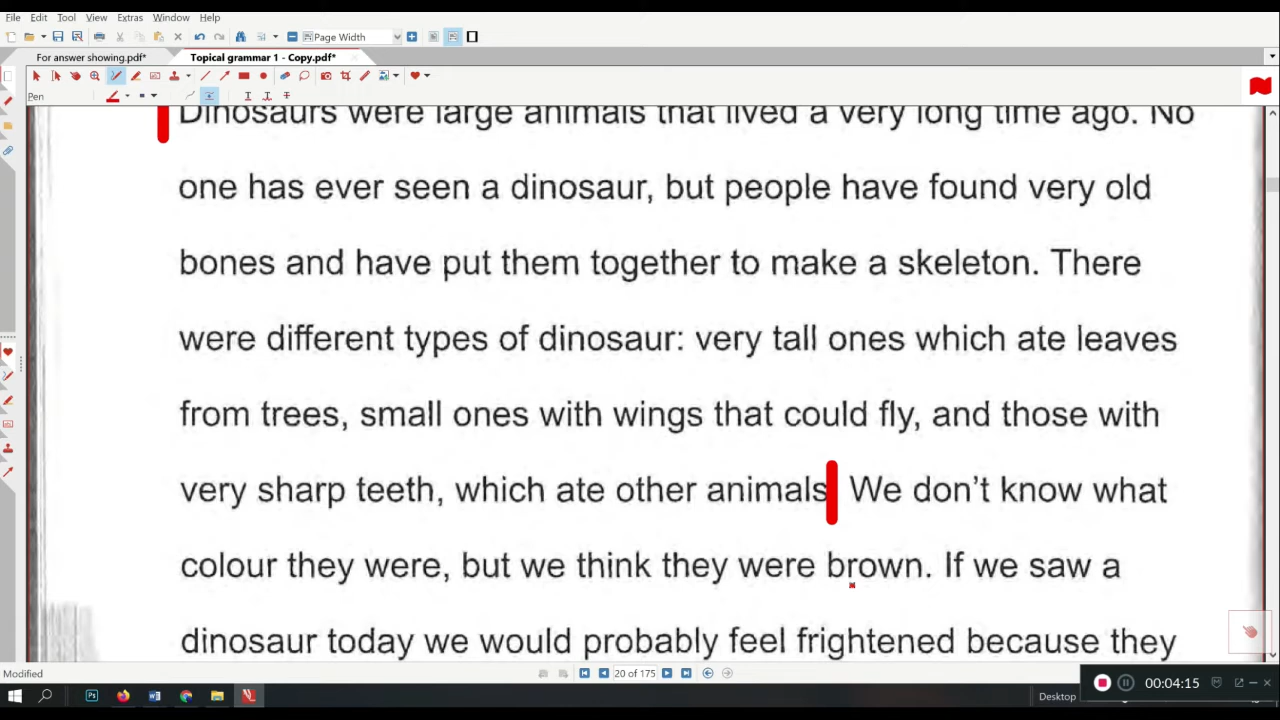 File Edit Tool View Extras Window Help
Page Width
For answer showing.pdf* Topical grammar 1 - Copy.pdf*
Pen
Dinosaurs were large animals that lived a very long time ago. No
one has ever seen a dinosaur, but people have found very old
bones and have put them together to make a skeleton. There
were different types of dinosaur: very tall ones which ate leaves
from trees, small ones with wings that could fly, and those with
very sharp teeth, which ate other animals We don’t know what
colour they were, but we think they were brown. If we saw a
dinosaur today we would probably feel frightened because they
Modified
20 of 175
00:04:15
Desktop